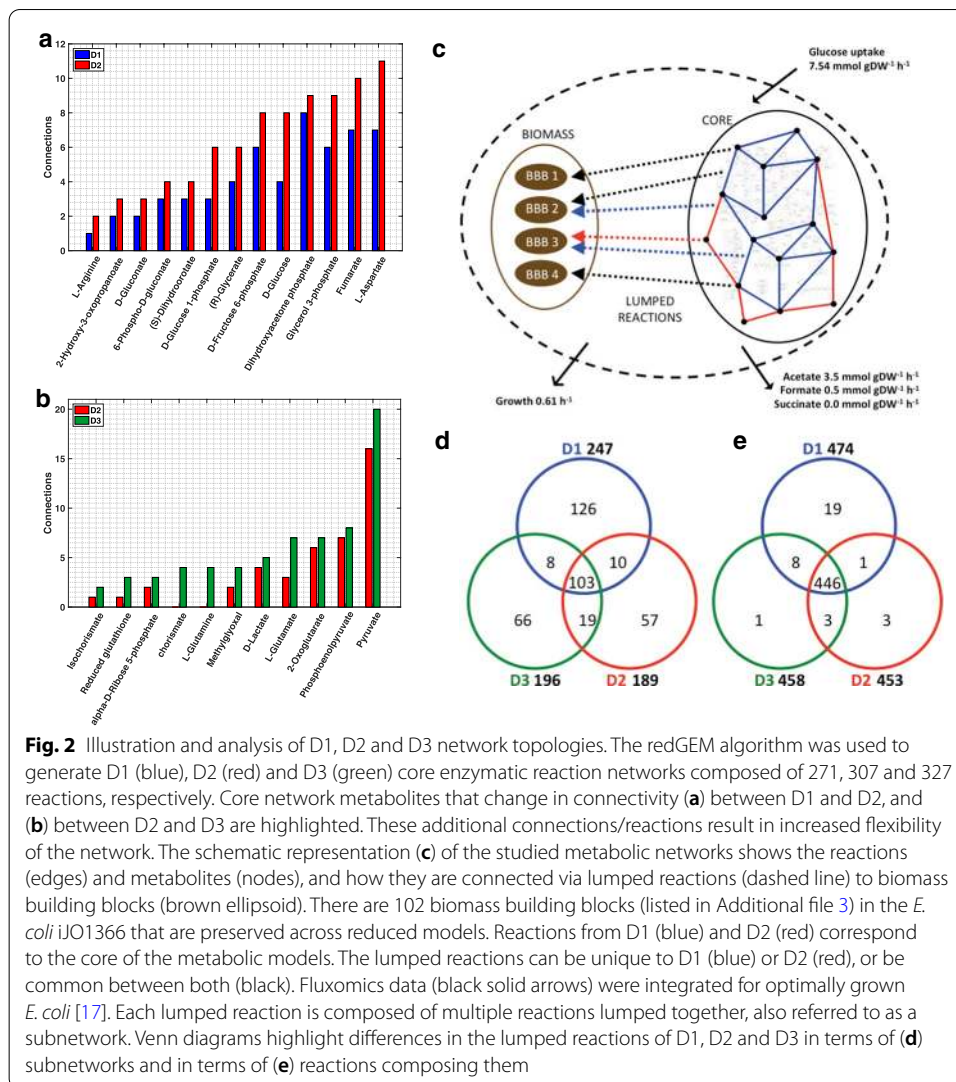 a
D1
D2
12
10
8
6
4
2
0
Connections
L-Arginine
2-Hydroxy-3-oxopropanoate
D-Gluconate
6-Phospho-D-gluconate
(S)-Dihydroorotate
D-Glucose 1-phosphate
(R)-Glycerate
D-Fructose 6-phosphate
D-Glucose
Dihydroxyacetone phosphate
Glycerol 3-phosphate
Fumarate
L-Aspartate
b
D2
D3
20
15
10
5
0
Connections
Isochorismate
Reduced glutathione
alpha-D-Ribose 5-phosphate
chorismate
L-Glutamine
Methylglyoxal
D-Lactate
L-Glutamate
2-Oxoglutarate
Phosphoenolpyruvate
Pyruvate
c
Glucose uptake
7.54 mmol gDW⁻¹ h⁻¹
BIOMASS
CORE
BBB 1
BBB 2
BBB 3
BBB 4
LUMPED
REACTIONS
Growth 0.61 h⁻¹
Acetate 3.5 mmol gDW⁻¹ h⁻¹
Formate 0.5 mmol gDW⁻¹ h⁻¹
Succinate 0.0 mmol gDW⁻¹ h⁻¹
d
D1 247
126
8
10
103
66
19
57
D3 196
D2 189
e
D1 474
19
8
1
446
1
3
3
D3 458
D2 453
Fig. 2 Illustration and analysis of D1, D2 and D3 network topologies. The redGEM algorithm was used to
generate D1 (blue), D2 (red) and D3 (green) core enzymatic reaction networks composed of 271, 307 and 327
reactions, respectively. Core network metabolites that change in connectivity (a) between D1 and D2, and
(b) between D2 and D3 are highlighted. These additional connections/reactions result in increased flexibility
of the network. The schematic representation (c) of the studied metabolic networks shows the reactions
(edges) and metabolites (nodes), and how they are connected via lumped reactions (dashed line) to biomass
building blocks (brown ellipsoid). There are 102 biomass building blocks (listed in Additional file 3) in the E.
coli iJO1366 that are preserved across reduced models. Reactions from D1 (blue) and D2 (red) correspond
to the core of the metabolic models. The lumped reactions can be unique to D1 (blue) or D2 (red), or be
common between both (black). Fluxomics data (black solid arrows) were integrated for optimally grown
E. coli [17]. Each lumped reaction is composed of multiple reactions lumped together, also referred to as a
subnetwork. Venn diagrams highlight differences in the lumped reactions of D1, D2 and D3 in terms of (d)
subnetworks and in terms of (e) reactions composing them